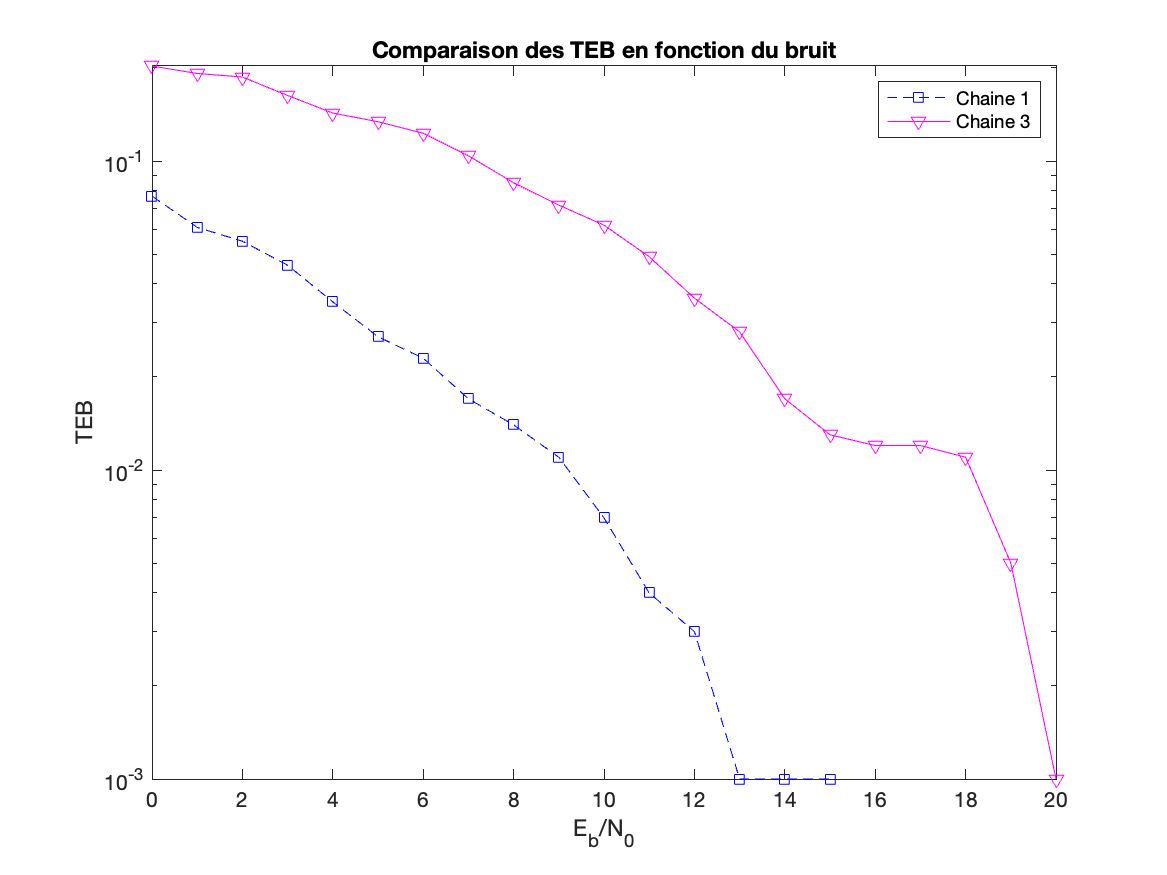 Comparaison des TEB en fonction du bruit
Chaine 1
Chaine 3
10^-1
10^-2
10^-3
TEB
0 2 4 6 8 10 12 14 16 18 20
E_b/N_0